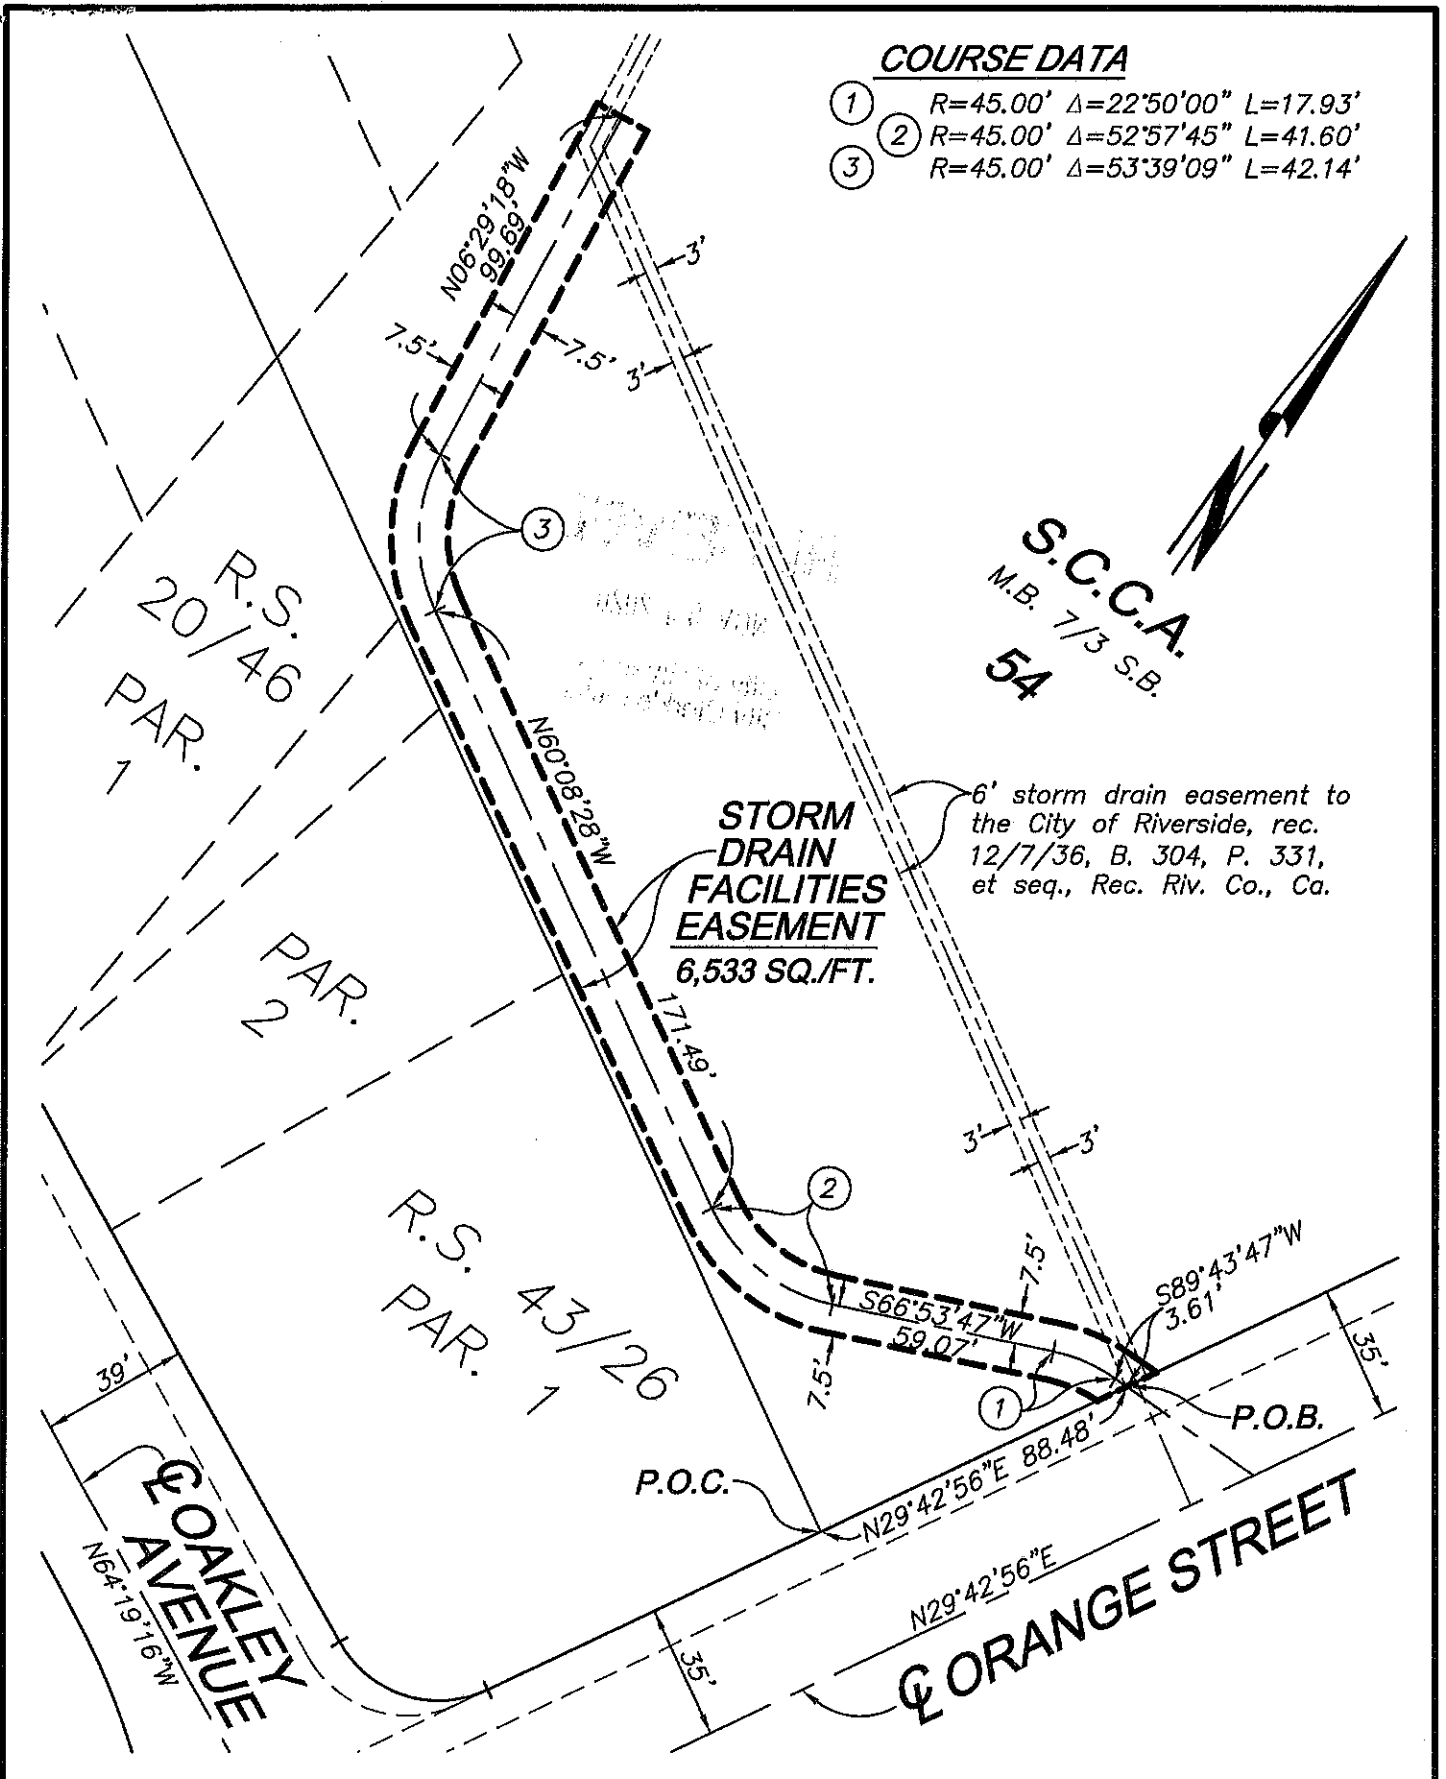 COURSE DATA
1 R=45.00' Δ=22°50'00" L=17.93'
2 R=45.00' Δ=52°57'45" L=41.60'
3 R=45.00' Δ=53°39'09" L=42.14'
N06°29'18"W
99.69'
3'
7.5'
7.5'
3'
3
S.C.C.A.
M.B. 7/3 S.B.
54
R.S.
20/46
PAR.
1
N60°08'28"W
171.49'
STORM
DRAIN
FACILITIES
EASEMENT
6,533 SQ./FT.
6' storm drain easement to
the City of Riverside, rec.
12/7/36, B. 304, P. 331,
et seq., Rec. Riv. Co., Ca.
PAR.
2
3'
3'
2
R.S. 43/26
PAR. 1
7.5'
S66°53'47"W
59.07'
7.5'
S89°43'47"W
3.61'
35'
39'
1
P.O.B.
P.O.C.
N29°42'56"E 88.48'
N29°42'56"E
℄ ORANGE STREET
35'
℄ OAKLEY
AVENUE
N64°19'16"W